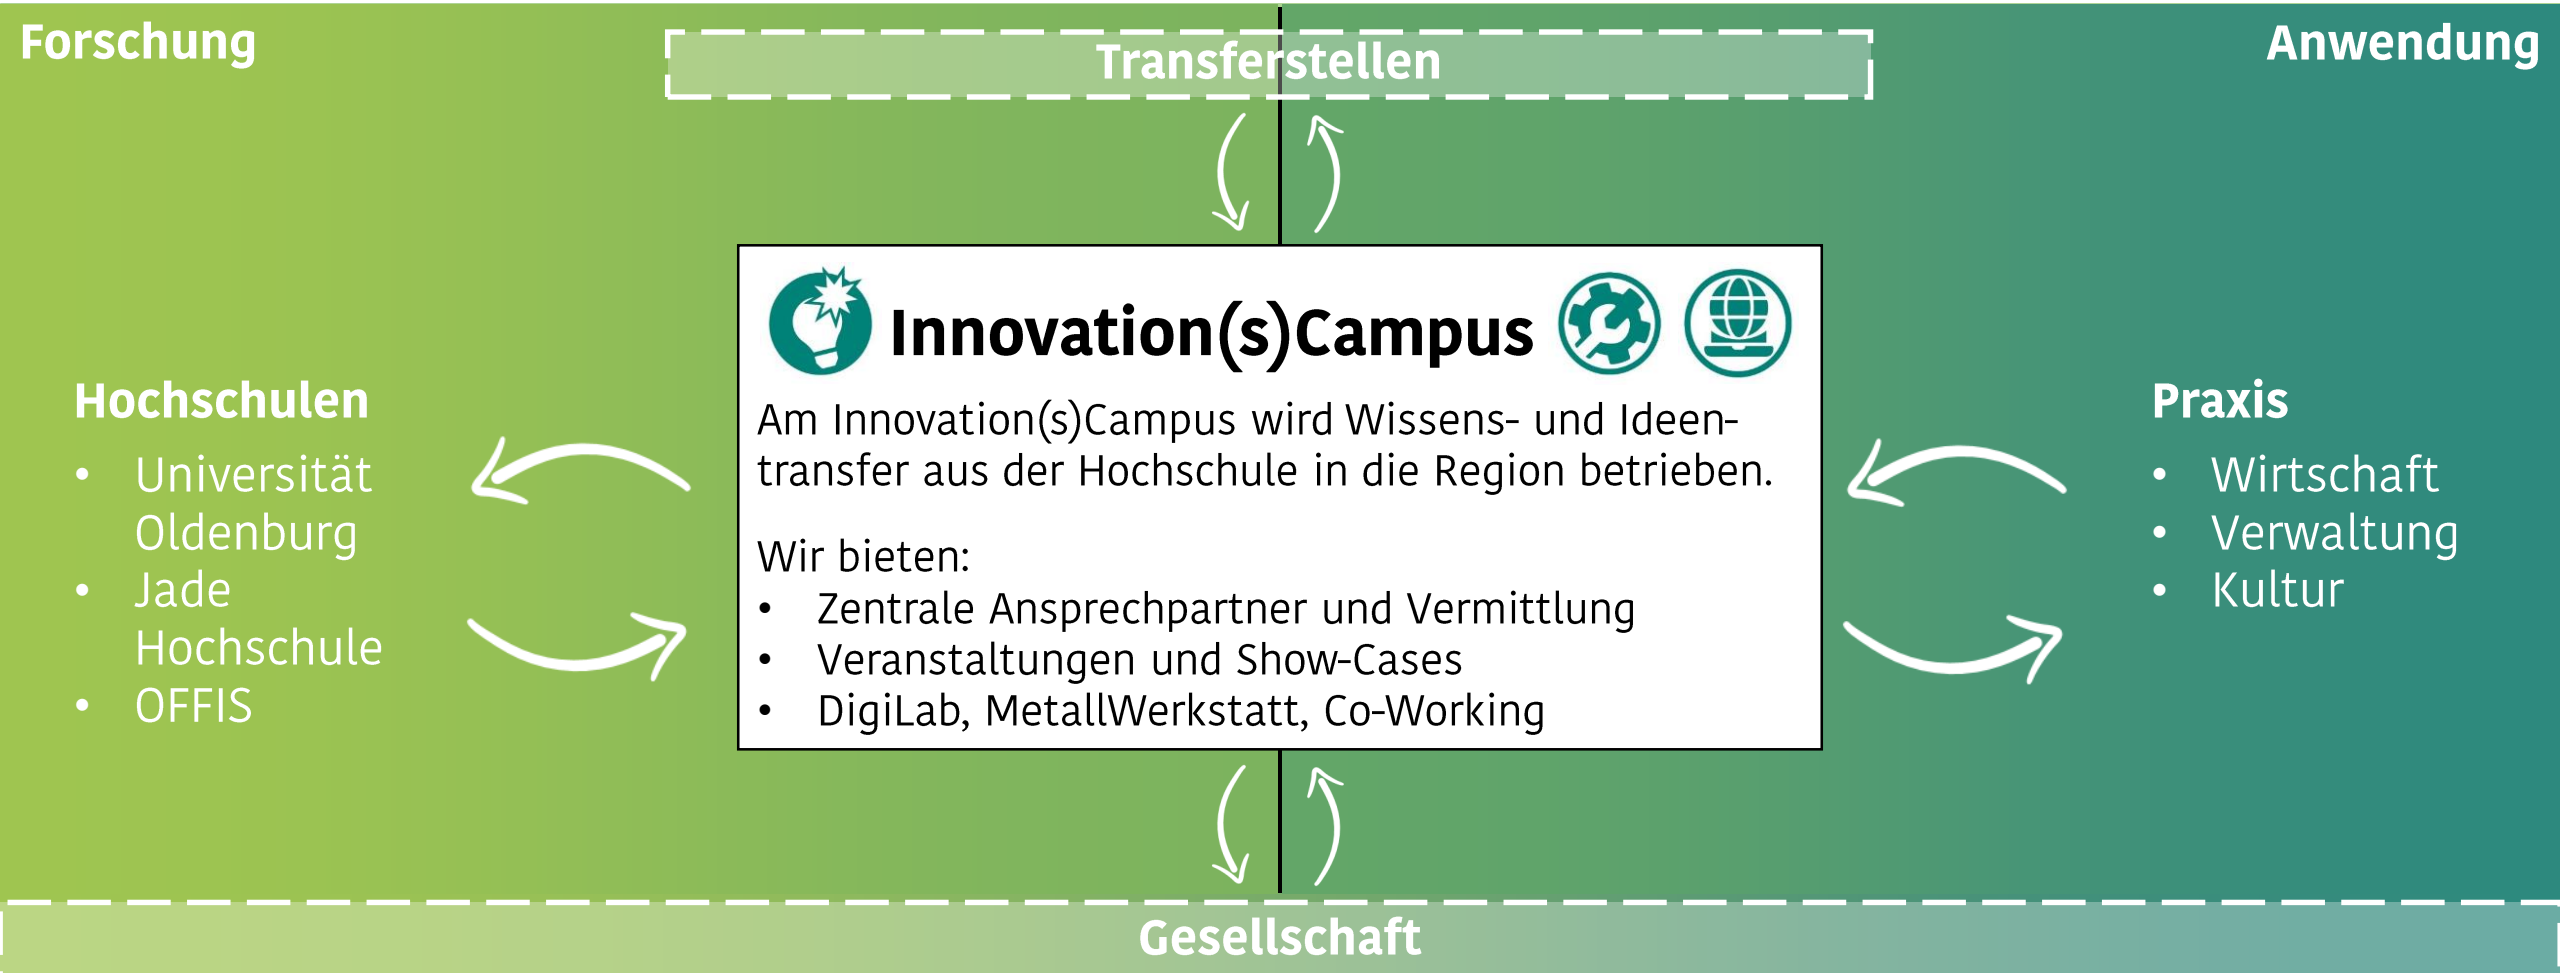 Forschung
Transferstellen
Anwendung
Innovation(s)Campus
Am Innovation(s)Campus wird Wissens- und Ideen-
transfer aus der Hochschule in die Region betrieben.
Wir bieten:
• Zentrale Ansprechpartner und Vermittlung
• Veranstaltungen und Show-Cases
• DigiLab, MetallWerkstatt, Co-Working
Hochschulen
• Universität
Oldenburg
• Jade
Hochschule
• OFFIS
Praxis
• Wirtschaft
• Verwaltung
• Kultur
Gesellschaft